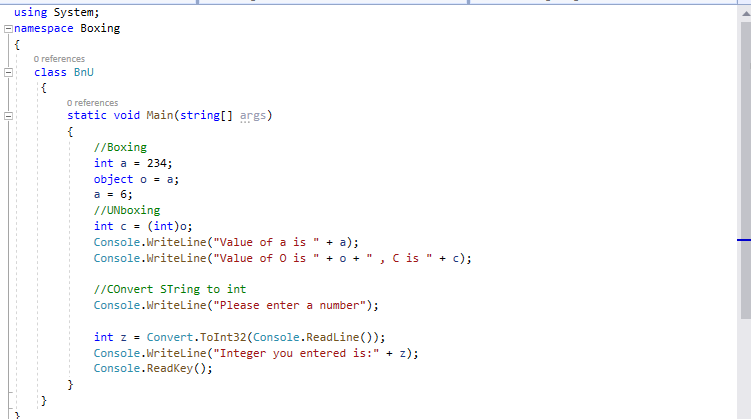 using System;
namespace Boxing
{
0 references
class BnU
{
0 references
static void Main(string[] args)
{
//Boxing
int a = 234;
object o = a;
a = 6;
//UNboxing
int c = (int)o;
Console.WriteLine("Value of a is " + a);
Console.WriteLine("Value of O is " + o + " , C is " + c);
//COnvert STring to int
Console.WriteLine("Please enter a number");
int z = Convert.ToInt32(Console.ReadLine());
Console.WriteLine("Integer you entered is:" + z);
Console.ReadKey();
}
}
}